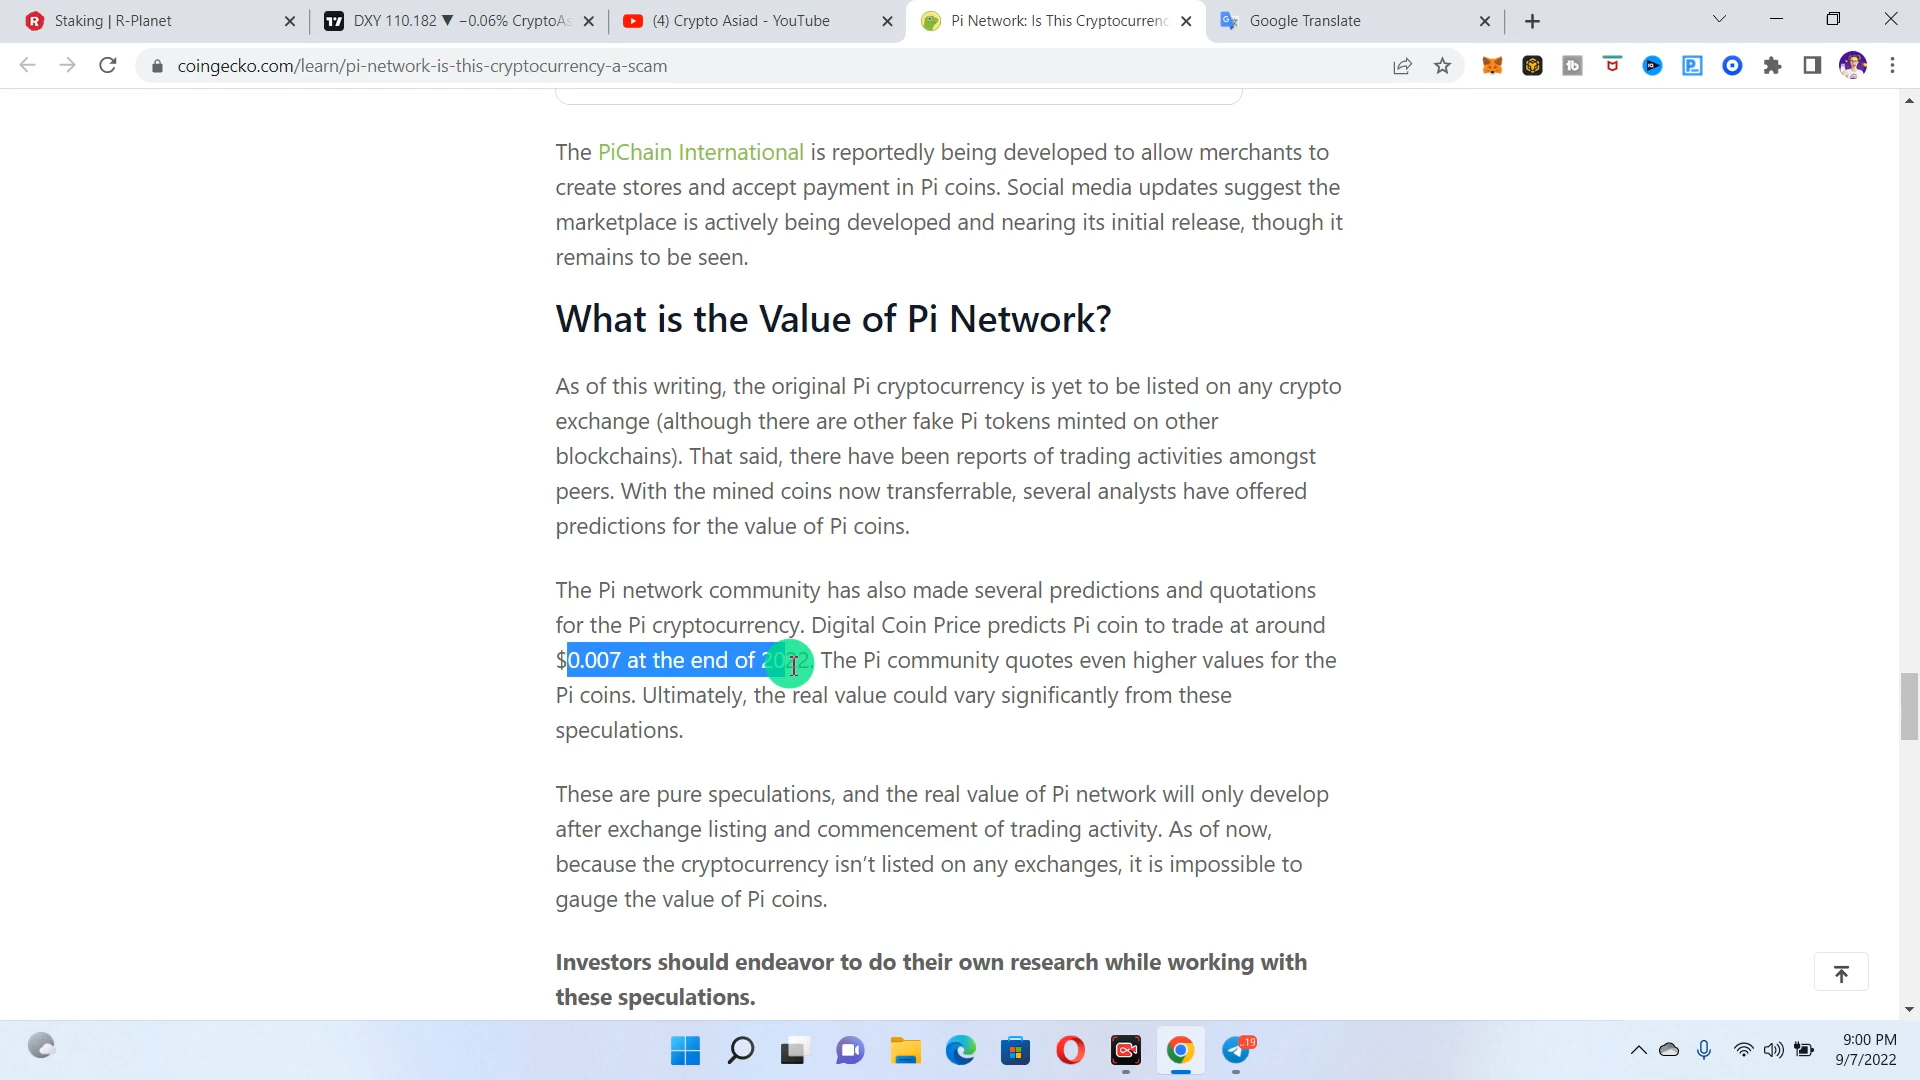 Staking | R-Planet
DXY 110.182 ▼ −0.06% CryptoAs
(4) Crypto Asiad - YouTube
Pi Network: Is This Cryptocurrenc
Google Translate
coingecko.com/learn/pi-network-is-this-cryptocurrency-a-scam
The PiChain International is reportedly being developed to allow merchants to
create stores and accept payment in Pi coins. Social media updates suggest the
marketplace is actively being developed and nearing its initial release, though it
remains to be seen.
What is the Value of Pi Network?
As of this writing, the original Pi cryptocurrency is yet to be listed on any crypto
exchange (although there are other fake Pi tokens minted on other
blockchains). That said, there have been reports of trading activities amongst
peers. With the mined coins now transferrable, several analysts have offered
predictions for the value of Pi coins.
The Pi network community has also made several predictions and quotations
for the Pi cryptocurrency. Digital Coin Price predicts Pi coin to trade at around
$0.007 at the end of 2022. The Pi community quotes even higher values for the
Pi coins. Ultimately, the real value could vary significantly from these
speculations.
These are pure speculations, and the real value of Pi network will only develop
after exchange listing and commencement of trading activity. As of now,
because the cryptocurrency isn't listed on any exchanges, it is impossible to
gauge the value of Pi coins.
Investors should endeavor to do their own research while working with
these speculations.
19
9:00 PM
9/7/2022